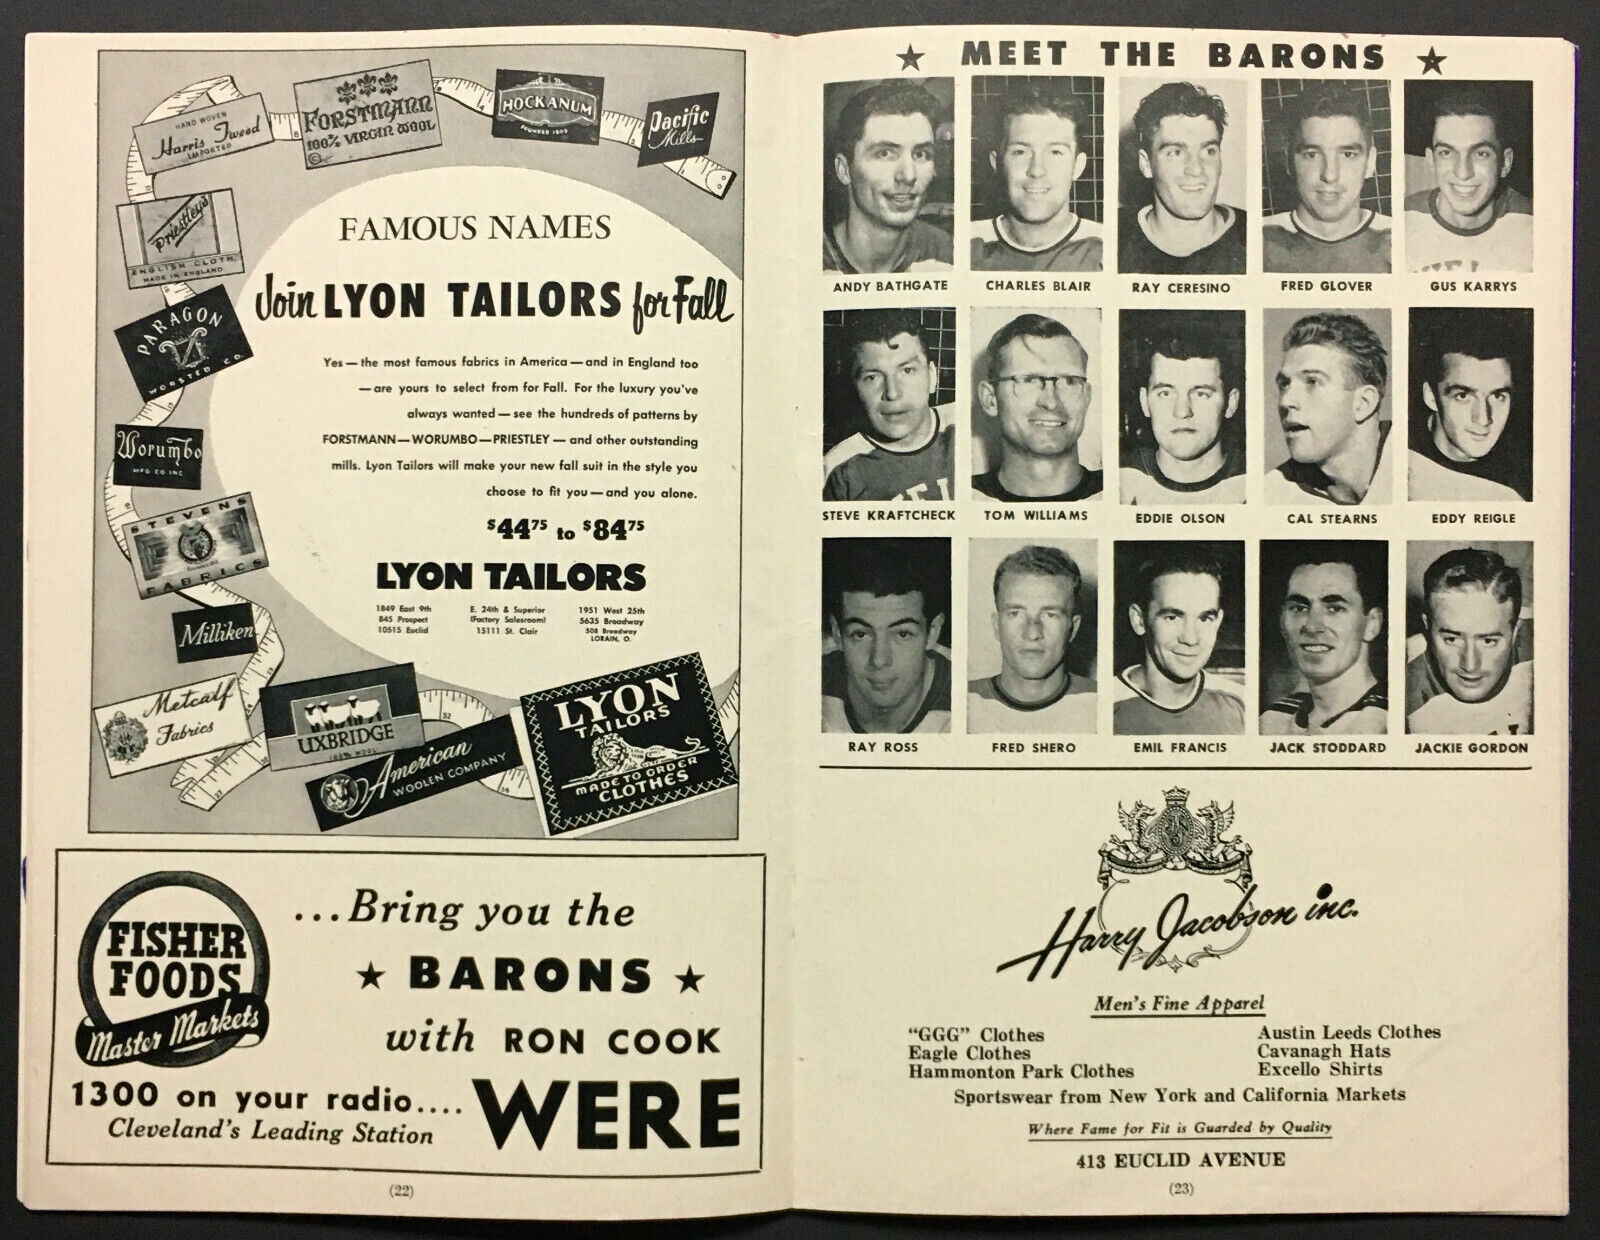 HAND WOVEN
Harris Tweed
IMPORTED
FORSTMANN
100% VIRGIN WOOL
HOCKANUM
FOUNDED 1809
Pacific
Mills
Priestley's
ENGLISH CLOTH
MADE IN ENGLAND
PARAGON
WORSTED CO.
Worumbo
MFG CO INC
STEVENS
FABRICS
Milliken
Metcalf
Fabrics
UXBRIDGE
100% WOOL
American
WOOLEN COMPANY
LYON
TAILORS
MADE TO ORDER
CLOTHES
FAMOUS NAMES
Join LYON TAILORS for Fall
Yes — the most famous fabrics in America — and in England too
— are yours to select from for Fall. For the luxury you've
always wanted — see the hundreds of patterns by
FORSTMANN — WORUMBO — PRIESTLEY — and other outstanding
mills. Lyon Tailors will make your new fall suit in the style you
choose to fit you — and you alone.
$44 75 to $84 75
LYON TAILORS
1849 East 9th E. 24th & Superior 1951 West 25th
845 Prospect (Factory Salesroom) 5635 Broadway
10515 Euclid 15111 St. Clair 508 Broadway
LORAIN, O.
FISHER
FOODS
Master Markets
...Bring you the
★ BARONS ★
with RON COOK
1300 on your radio....
Cleveland's Leading Station
WERE
(22)
★ MEET THE BARONS ★
ANDY BATHGATE CHARLES BLAIR RAY CERESINO FRED GLOVER GUS KARRYS
STEVE KRAFTCHECK TOM WILLIAMS EDDIE OLSON CAL STEARNS EDDY REIGLE
RAY ROSS FRED SHERO EMIL FRANCIS JACK STODDARD JACKIE GORDON
Harry Jacobson inc.
Men's Fine Apparel
"GGG" Clothes Austin Leeds Clothes
Eagle Clothes Cavanagh Hats
Hammonton Park Clothes Excello Shirts
Sportswear from New York and California Markets
Where Fame for Fit is Guarded by Quality
413 EUCLID AVENUE
(23)